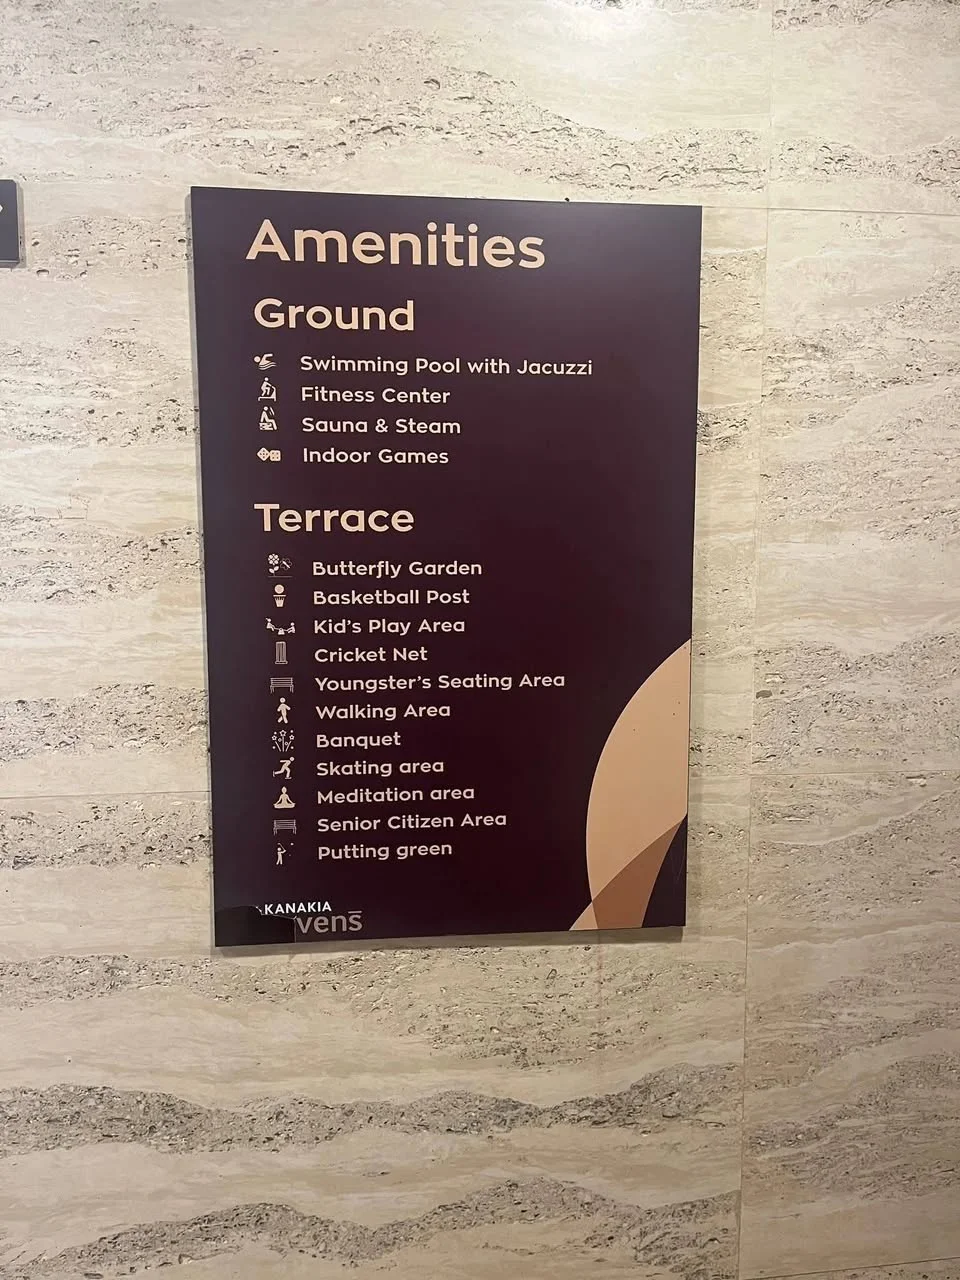 Amenities
Ground
Swimming Pool with Jacuzzi
Fitness Center
Sauna & Steam
Indoor Games
Terrace
Butterfly Garden
Basketball Post
Kid's Play Area
Cricket Net
Youngster's Seating Area
Walking Area
Banquet
Skating area
Meditation area
Senior Citizen Area
Putting green
KANAKIA